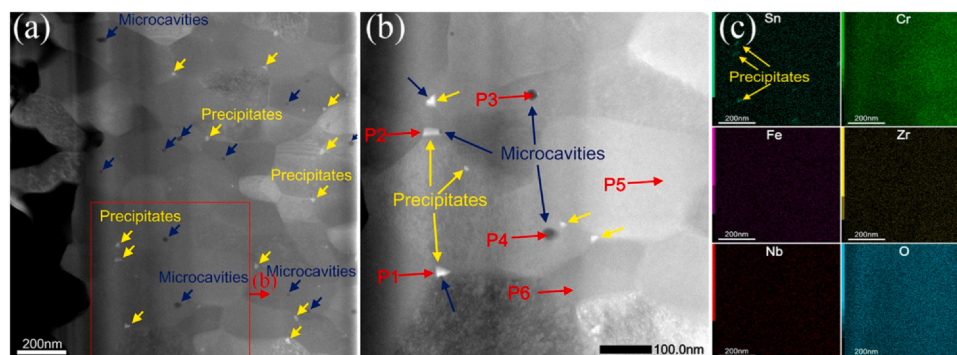 (a)
Microcavities
Precipitates
Precipitates
Precipitates
Microcavities
Microcavities
(b)
200nm
(b)
P3
P2
Microcavities
P5
Precipitates
P4
P1
P6
100.0nm
(c)
Sn
Cr
Precipitates
200nm
200nm
Fe
Zr
200nm
200nm
Nb
O
200nm
200nm